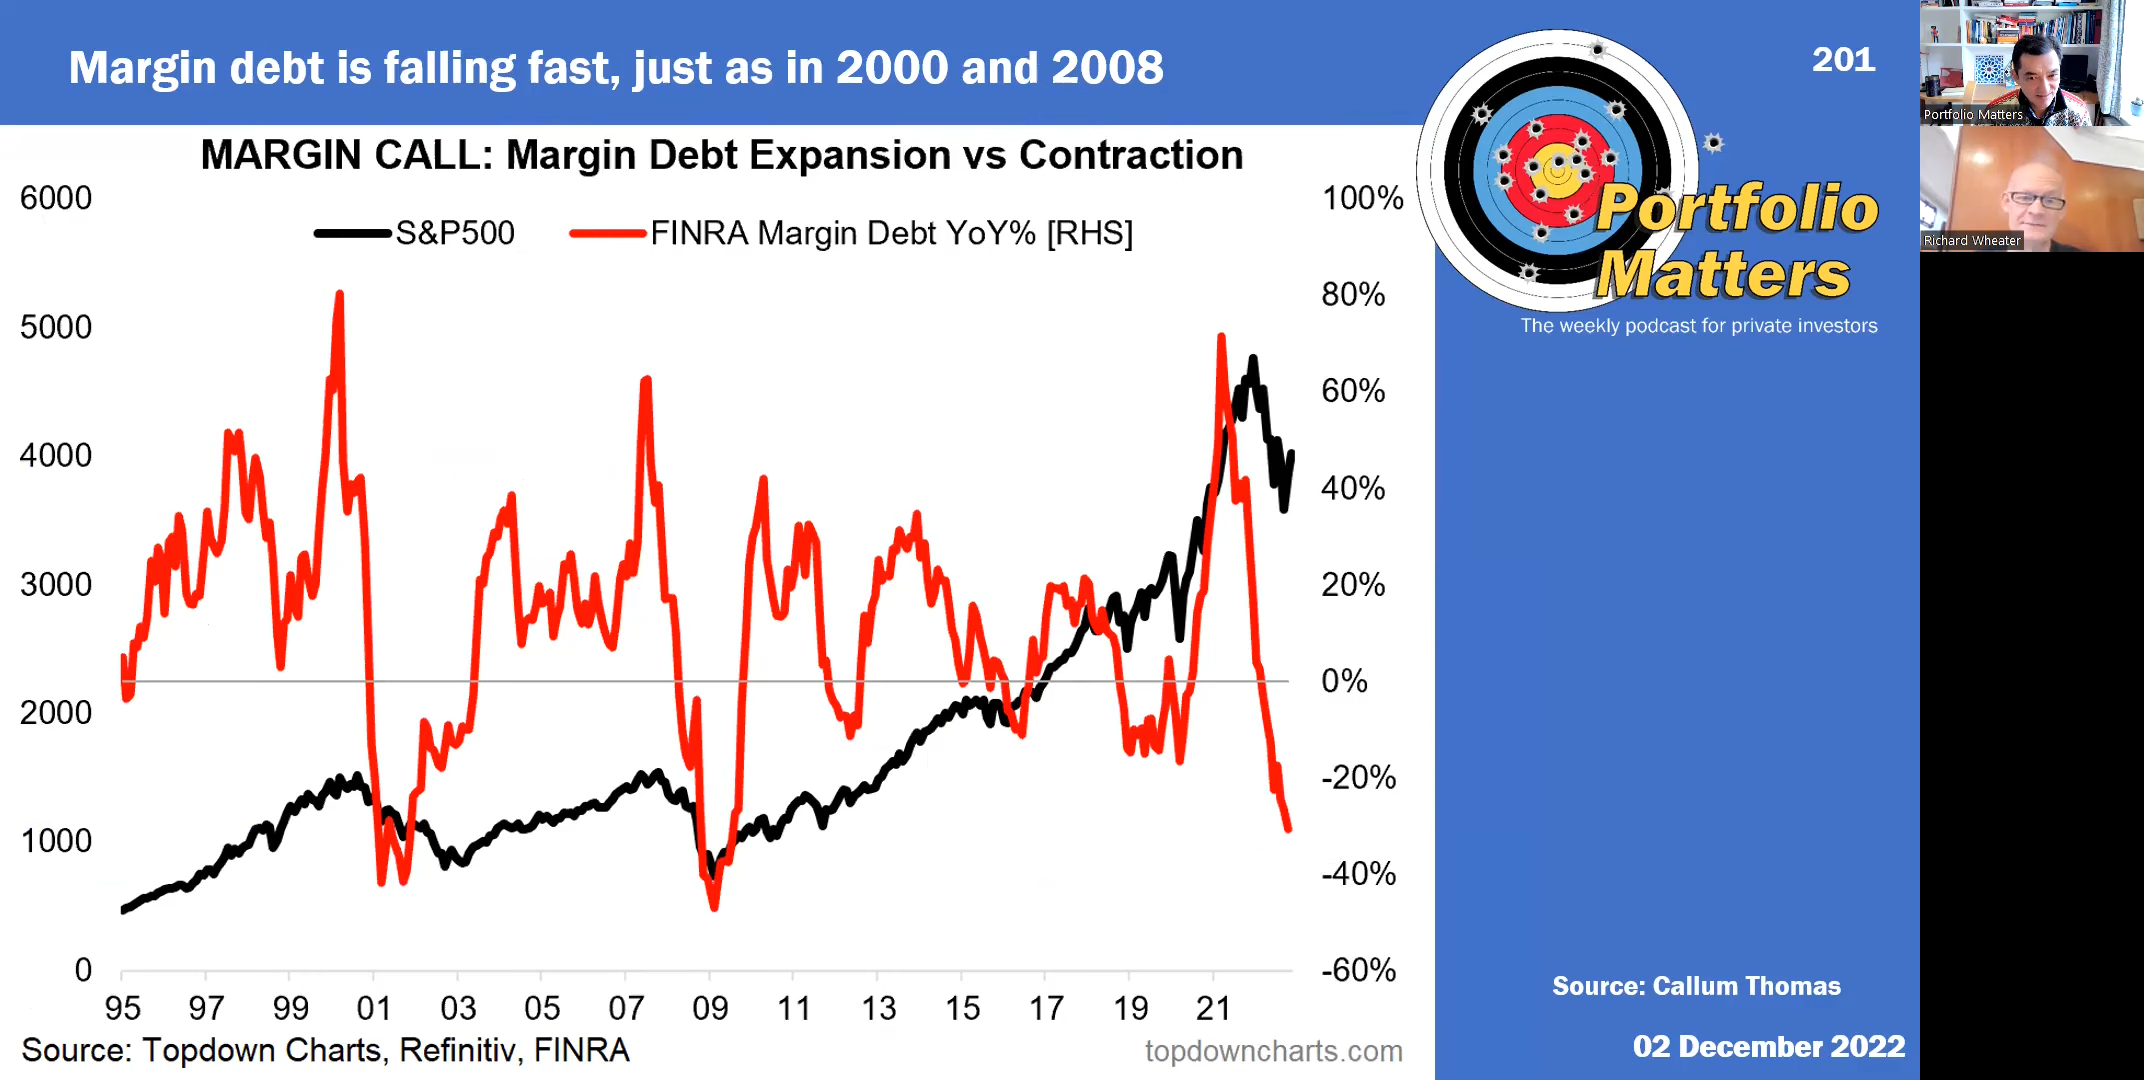 Margin debt is falling fast, just as in 2000 and 2008
201
Portfolio Matters
Richard Wheater
Portfolio
Matters
The weekly podcast for private investors
MARGIN CALL: Margin Debt Expansion vs Contraction
S&P500
FINRA Margin Debt YoY% [RHS]
6000
5000
4000
3000
2000
1000
0
100%
80%
60%
40%
20%
0%
-20%
-40%
-60%
95 97 99 01 03 05 07 09 11 13 15 17 19 21
Source: Topdown Charts, Refinitiv, FINRA
topdowncharts.com
Source: Callum Thomas
02 December 2022